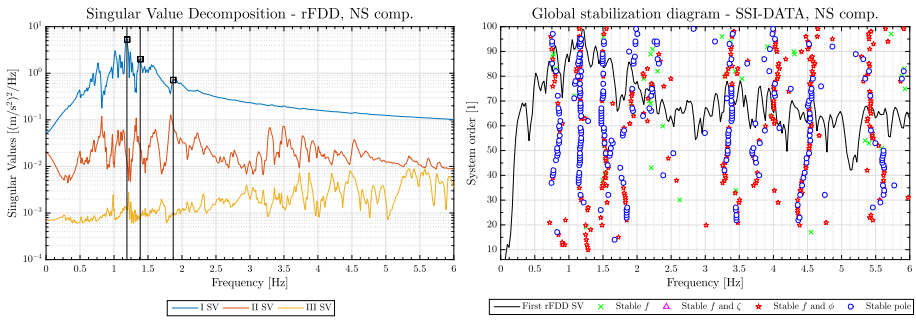 Singular Value Decomposition - rFDD, NS comp.
Singular Values [(m/s²)²/Hz]
10¹
10⁰
10⁻¹
10⁻²
10⁻³
10⁻⁴
0 0.5 1 1.5 2 2.5 3 3.5 4 4.5 5 5.5 6
Frequency [Hz]
I SV II SV III SV
Global stabilization diagram - SSI-DATA, NS comp.
System order [1]
100
90
80
70
60
50
40
30
20
10
0 0.5 1 1.5 2 2.5 3 3.5 4 4.5 5 5.5 6
Frequency [Hz]
First rFDD SV Stable f Stable f and ζ Stable f and ϕ Stable pole